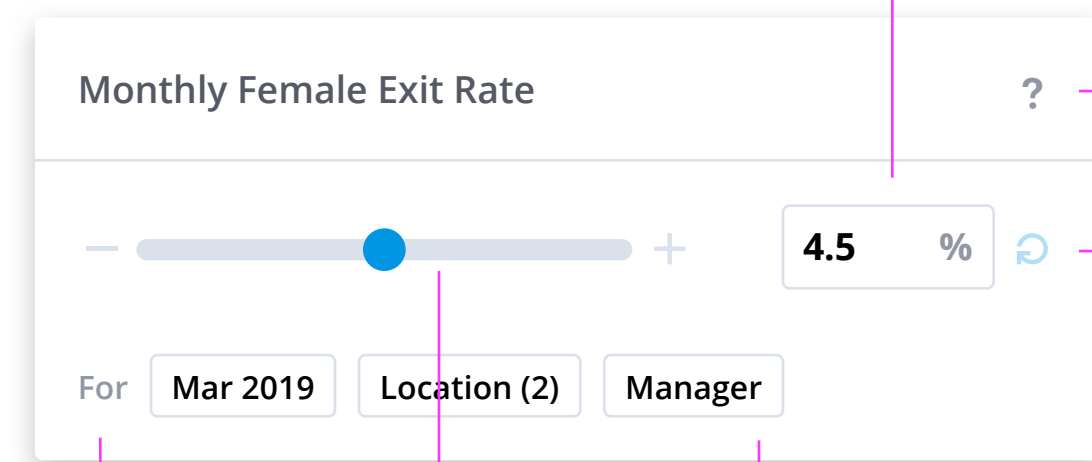 Monthly Female Exit Rate ?
− + 4.5 %
For Mar 2019 Location (2) Manager